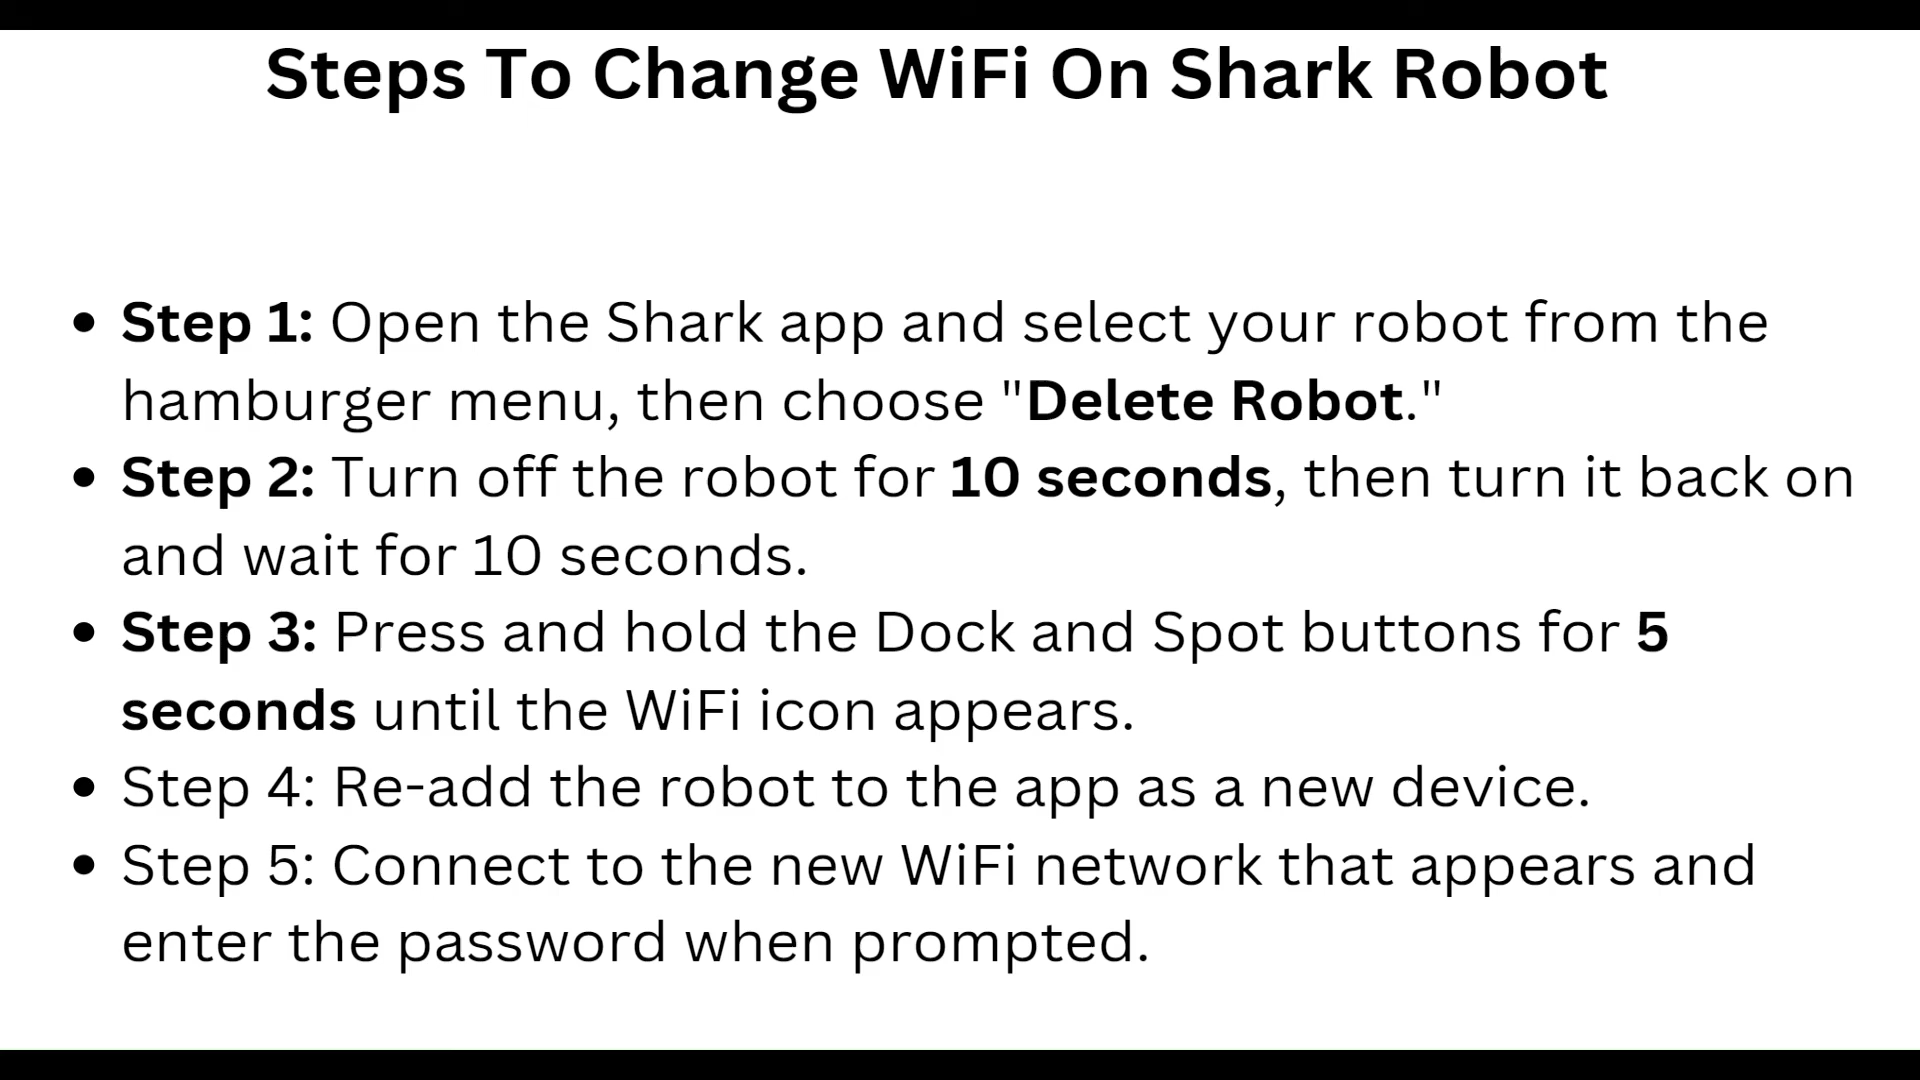 Steps To Change WiFi On Shark Robot
• Step 1: Open the Shark app and select your robot from the
hamburger menu, then choose "Delete Robot."
• Step 2: Turn off the robot for 10 seconds, then turn it back on
and wait for 10 seconds.
• Step 3: Press and hold the Dock and Spot buttons for 5
seconds until the WiFi icon appears.
• Step 4: Re-add the robot to the app as a new device.
• Step 5: Connect to the new WiFi network that appears and
enter the password when prompted.